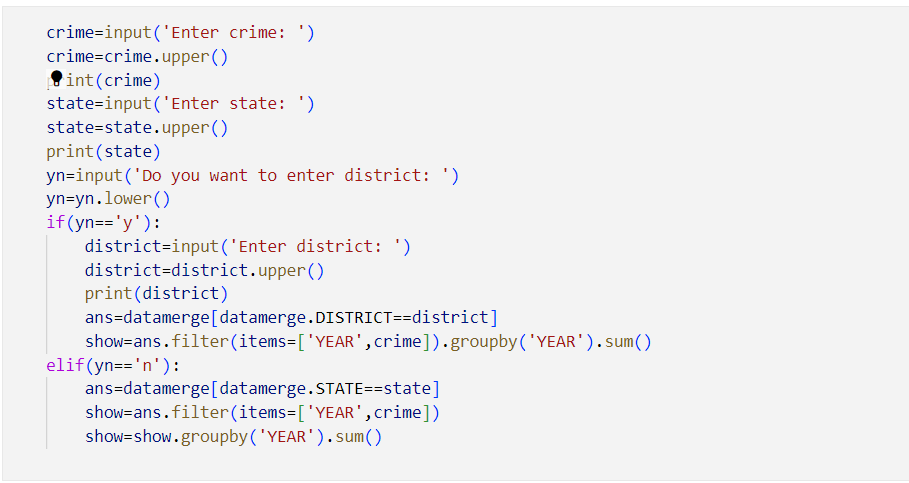 crime=input('Enter crime: ')
crime=crime.upper()
int(crime)
state=input('Enter state: ')
state=state.upper()
print(state)
yn=input('Do you want to enter district: ')
yn=yn.lower()
if(yn=='y'):
    district=input('Enter district: ')
    district=district.upper()
    print(district)
    ans=datamerge[datamerge.DISTRICT==district]
    show=ans.filter(items=['YEAR',crime]).groupby('YEAR').sum()
elif(yn=='n'):
    ans=datamerge[datamerge.STATE==state]
    show=ans.filter(items=['YEAR',crime])
    show=show.groupby('YEAR').sum()